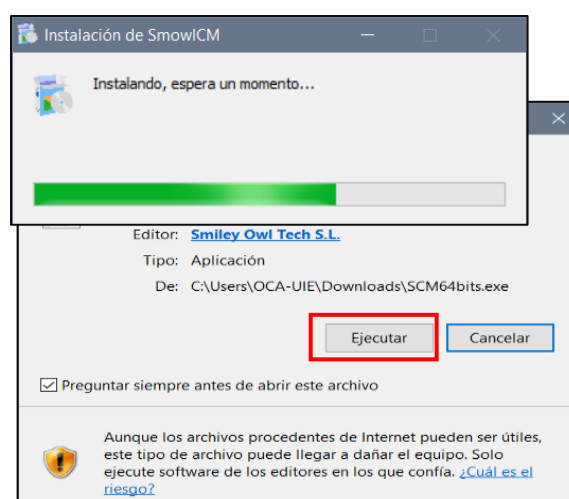 Instalación de SmowlCM
Instalando, espera un momento...
Editor: Smiley Owl Tech S.L.
Tipo: Aplicación
De: C:\Users\OCA-UIE\Downloads\SCM64bits.exe
Ejecutar
Cancelar
Preguntar siempre antes de abrir este archivo
Aunque los archivos procedentes de Internet pueden ser útiles,
este tipo de archivo puede llegar a dañar el equipo. Solo
ejecute software de los editores en los que confía. ¿Cuál es el
riesgo?